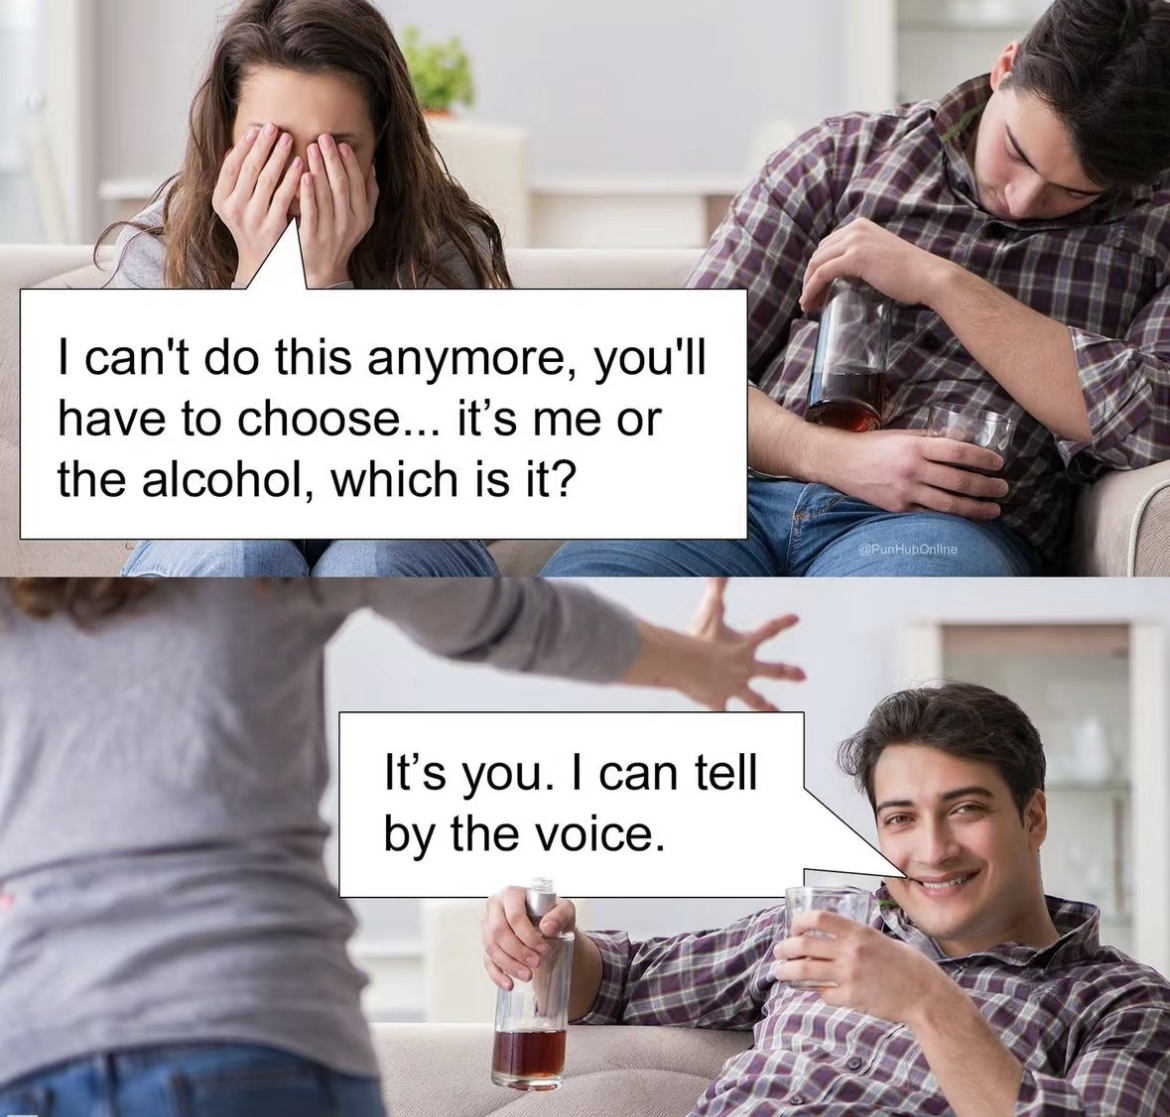 I can't do this anymore, you'll
have to choose... it’s me or
the alcohol, which is it?
@PunHubOnline
It’s you. I can tell
by the voice.